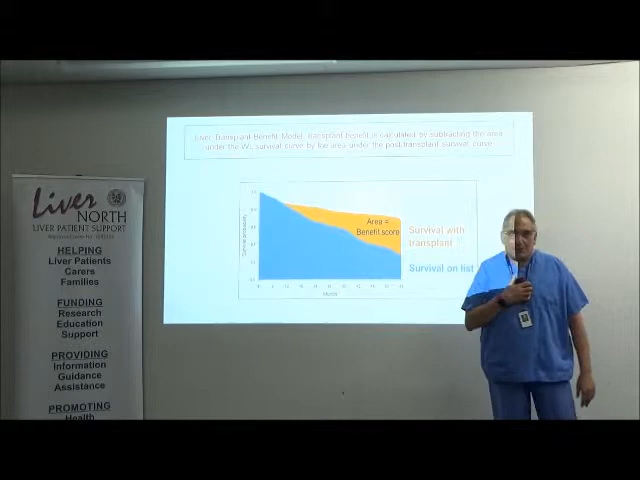 Liver Transplant Benefit Model, transplant benefit is calculated by subtracting the area
under the WL survival curve by the area under the post-transplant survival curve
Area =
Benefit score
Survival with
transplant
Survival on list
Liver
NORTH
LIVER PATIENT SUPPORT
HELPING
Liver Patients
Carers
Families
FUNDING
Research
Education
Support
PROVIDING
Information
Guidance
Assistance
PROMOTING
Health